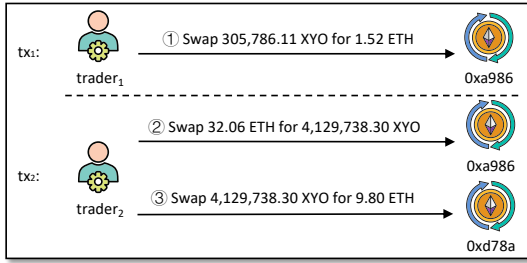 tx₁:
① Swap 305,786.11 XYO for 1.52 ETH
trader₁
0xa986
tx₂:
② Swap 32.06 ETH for 4,129,738.30 XYO
0xa986
③ Swap 4,129,738.30 XYO for 9.80 ETH
trader₂
0xd78a